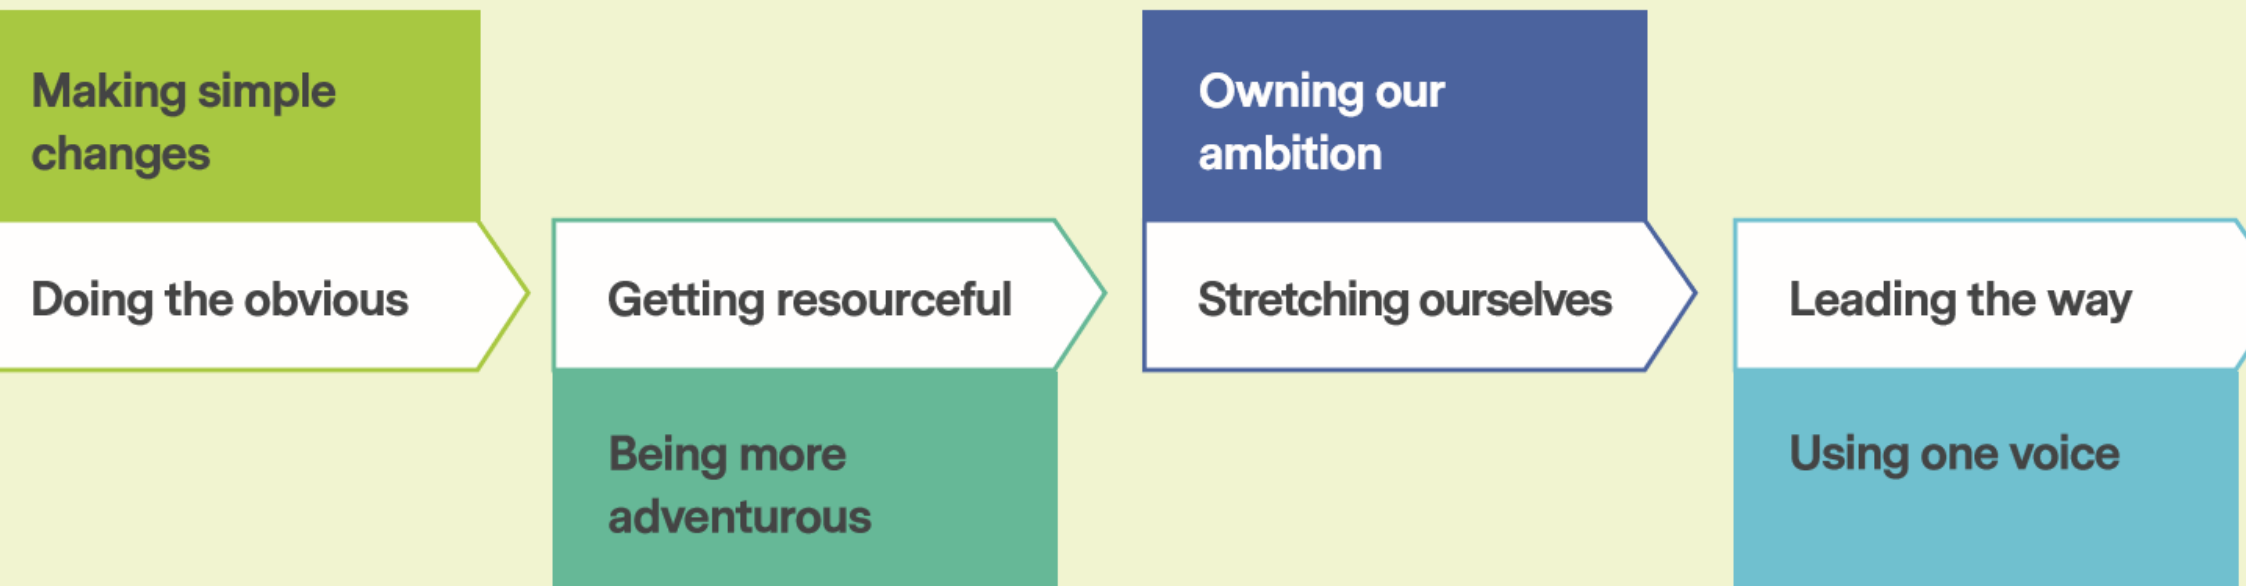 Making simple
changes
Doing the obvious
Getting resourceful
Being more
adventurous
Owning our
ambition
Stretching ourselves
Leading the way
Using one voice